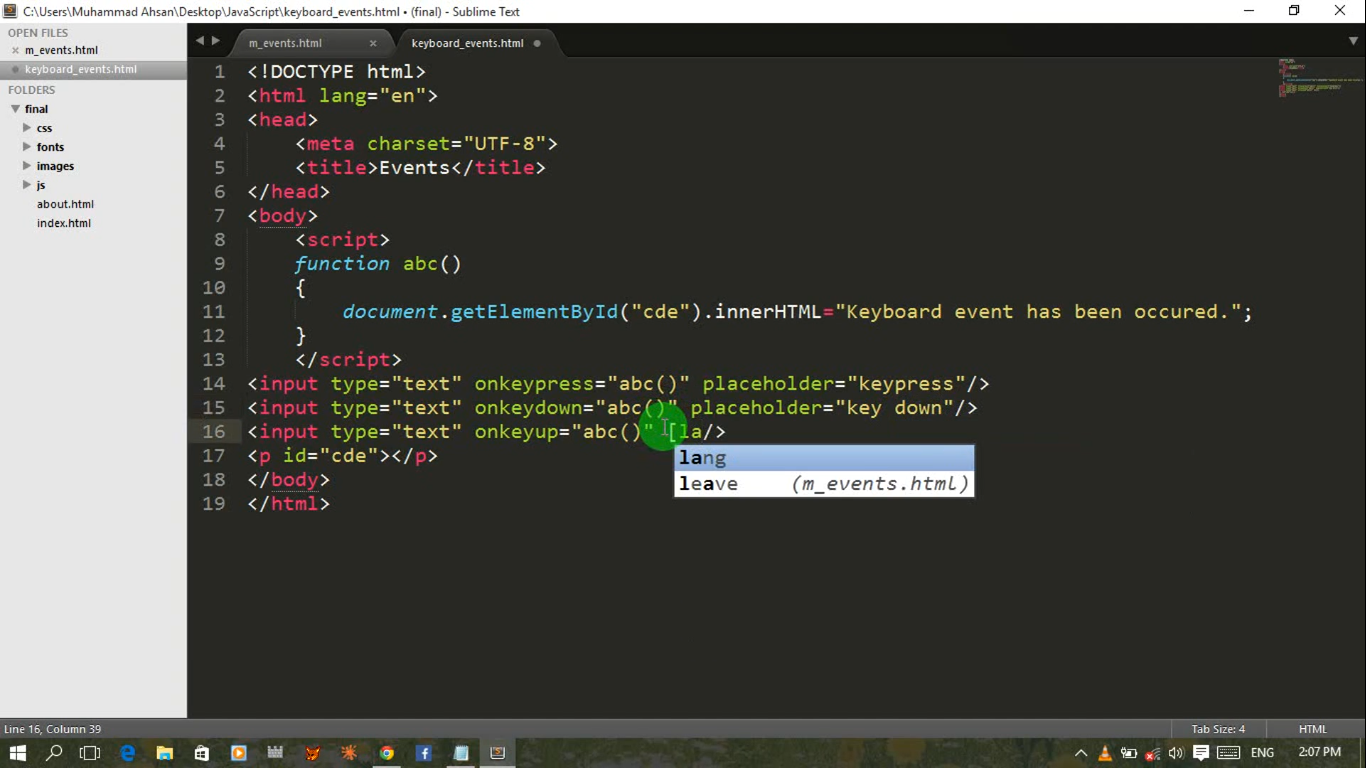 C:\Users\Muhammad Ahsan\Desktop\JavaScript\keyboard_events.html • (final) - Sublime Text
OPEN FILES
m_events.html
keyboard_events.html
FOLDERS
final
css
fonts
images
js
about.html
index.html
m_events.html
keyboard_events.html
1 <!DOCTYPE html>
2 <html lang="en">
3 <head>
4 <meta charset="UTF-8">
5 <title>Events</title>
6 </head>
7 <body>
8 <script>
9 function abc()
10 {
11 document.getElementById("cde").innerHTML="Keyboard event has been occured.";
12 }
13 </script>
14 <input type="text" onkeypress="abc()" placeholder="keypress"/>
15 <input type="text" onkeydown="abc()" placeholder="key down"/>
16 <input type="text" onkeyup="abc()" [la/>
17 <p id="cde"></p>
18 </body>
19 </html>
lang
leave (m_events.html)
Line 16, Column 39
Tab Size: 4
HTML
ENG
2:07 PM